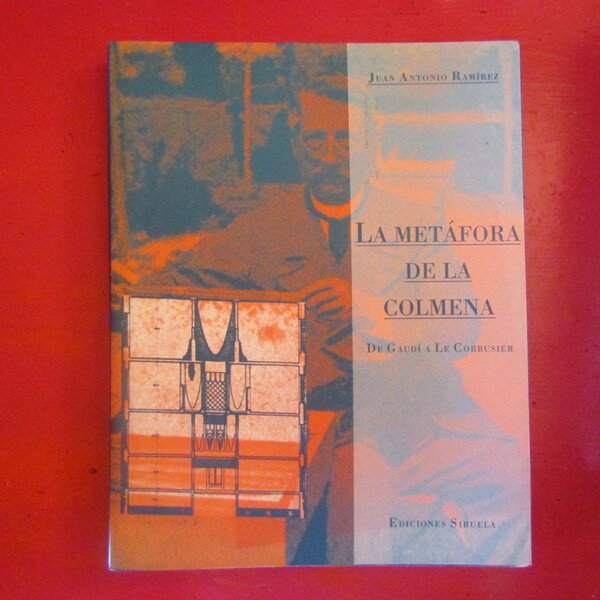 Juan Antonio Ramírez
La metáfora
de la
colmena
De Gaudí a Le Corbusier
Ediciones Siruela